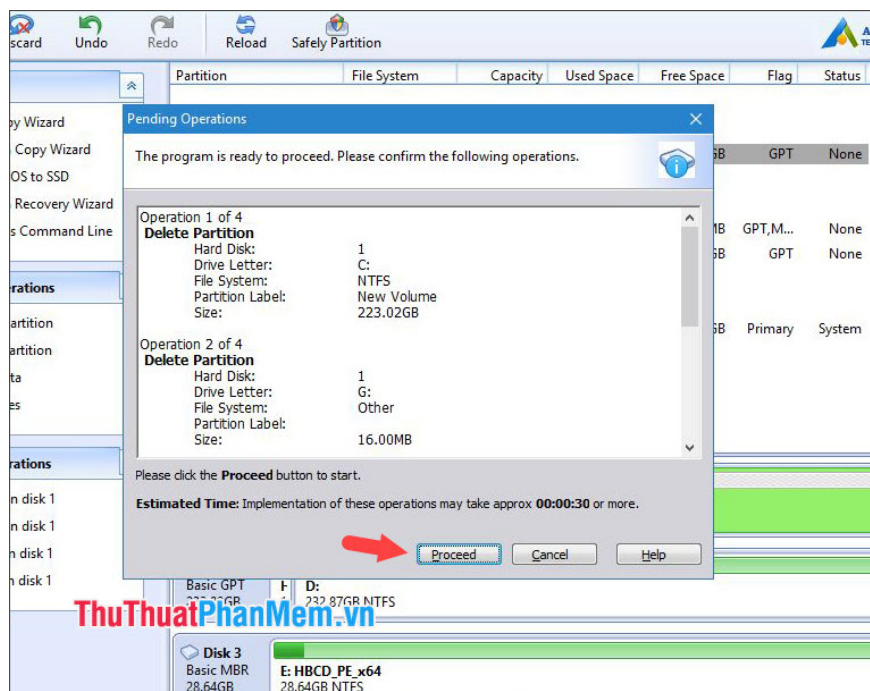 scard Undo Redo Reload Safely Partition
Partition File System Capacity Used Space Free Space Flag Status
Pending Operations
The program is ready to proceed. Please confirm the following operations.
Operation 1 of 4
Delete Partition
Hard Disk: 1
Drive Letter: C:
File System: NTFS
Partition Label: New Volume
Size: 223.02GB
Operation 2 of 4
Delete Partition
Hard Disk: 1
Drive Letter: G:
File System: Other
Partition Label:
Size: 16.00MB
Please click the Proceed button to start.
Estimated Time: Implementation of these operations may take approx 00:00:30 or more.
Proceed Cancel Help
py Wizard
Copy Wizard
OS to SSD
Recovery Wizard
s Command Line
erations
artition
artition
ta
es
rations
n disk 1
n disk 1
n disk 1
n disk 1
GB GPT None
MB GPT,M... None
GB GPT None
GB Primary System
Basic GPT D:
232.87GB NTFS
ThuThuatPhanMem.vn
Disk 3
Basic MBR E: HBCD_PE_x64
28.64GB 28.64GB NTFS